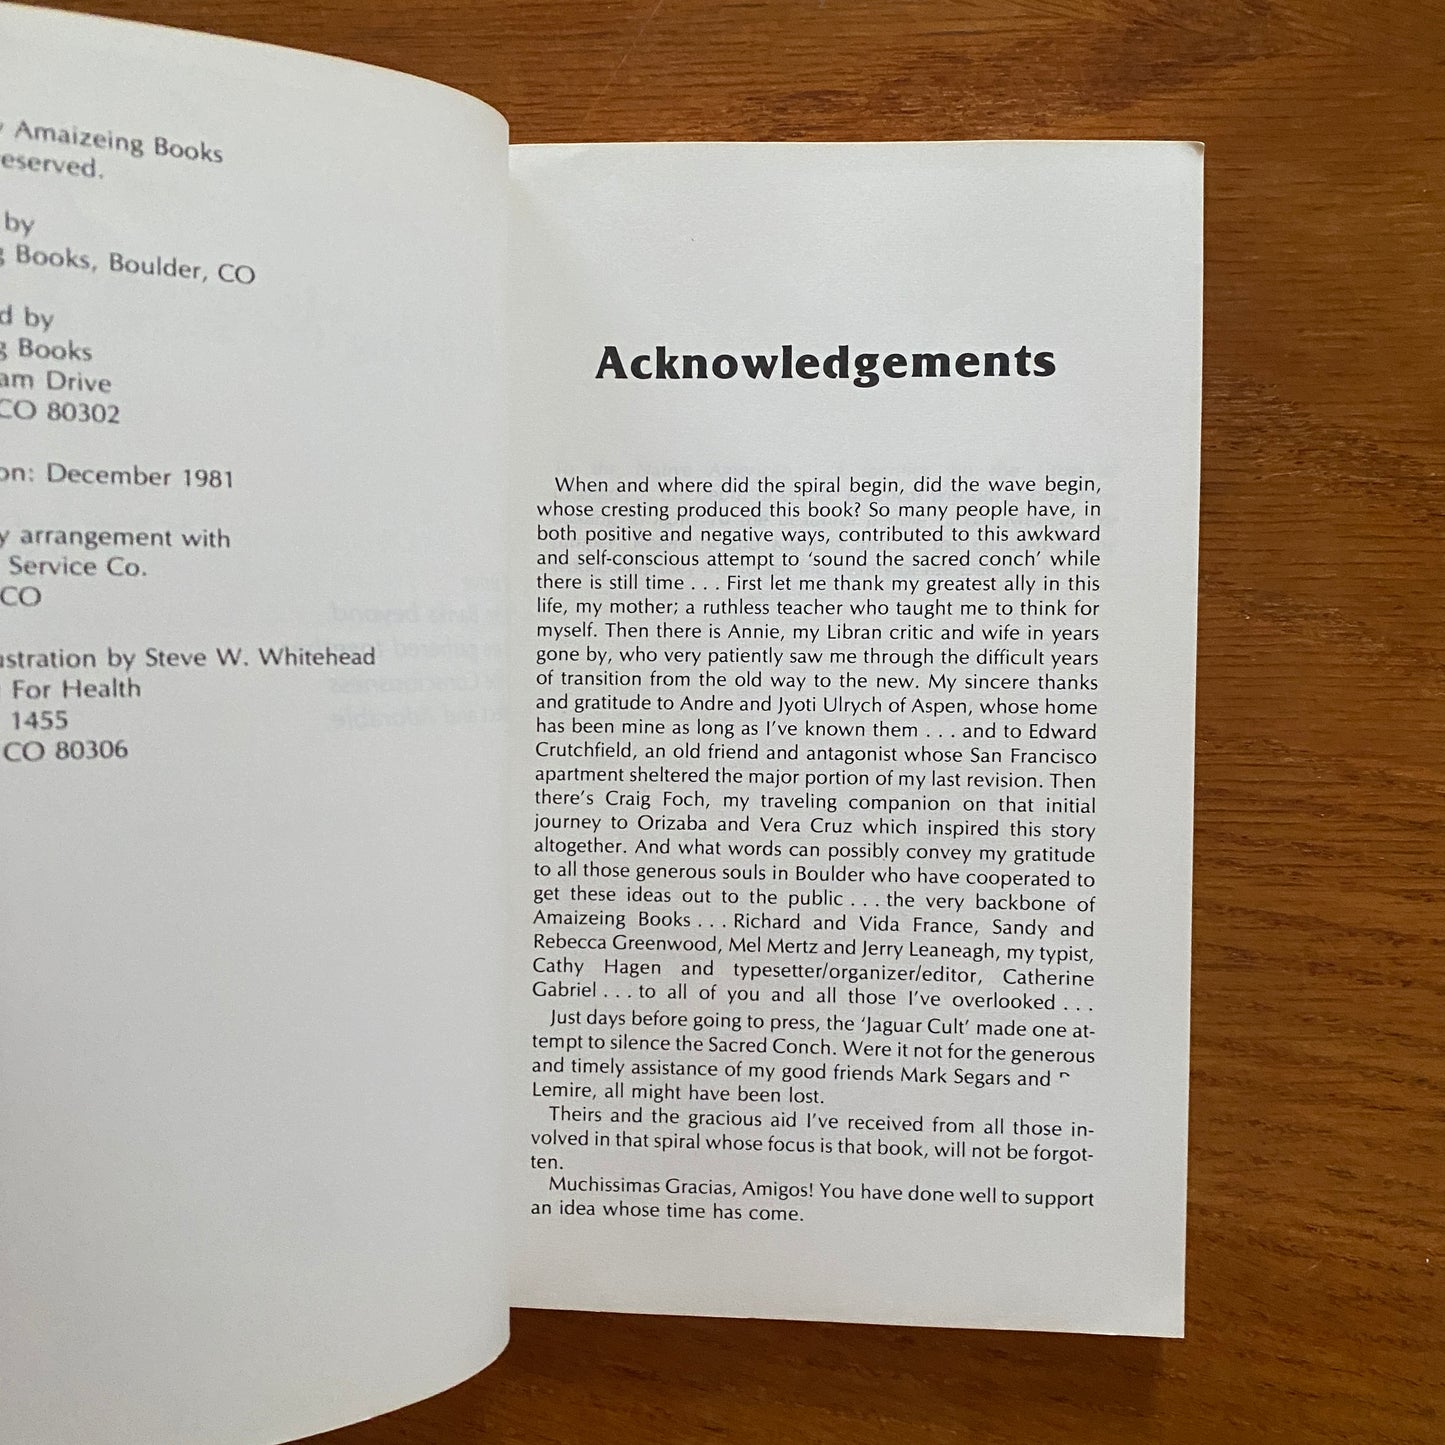 Amaizeing Books
eserved.
by
Books, Boulder, CO
d by
Books
am Drive
CO 80302
on: December 1981
y arrangement with
Service Co.
CO
ustration by Steve W. Whitehead
For Health
1455
CO 80306
Acknowledgements
When and where did the spiral begin, did the wave begin,
whose cresting produced this book? So many people have, in
both positive and negative ways, contributed to this awkward
and self-conscious attempt to ‘sound the sacred conch’ while
there is still time . . . First let me thank my greatest ally in this
life, my mother; a ruthless teacher who taught me to think for
myself. Then there is Annie, my Libran critic and wife in years
gone by, who very patiently saw me through the difficult years
of transition from the old way to the new. My sincere thanks
and gratitude to Andre and Jyoti Ulrych of Aspen, whose home
has been mine as long as I’ve known them . . . and to Edward
Crutchfield, an old friend and antagonist whose San Francisco
apartment sheltered the major portion of my last revision. Then
there’s Craig Foch, my traveling companion on that initial
journey to Orizaba and Vera Cruz which inspired this story
altogether. And what words can possibly convey my gratitude
to all those generous souls in Boulder who have cooperated to
get these ideas out to the public . . . the very backbone of
Amaizeing Books . . . Richard and Vida France, Sandy and
Rebecca Greenwood, Mel Mertz and Jerry Leaneagh, my typist,
Cathy Hagen and typesetter/organizer/editor, Catherine
Gabriel . . . to all of you and all those I’ve overlooked . . .
Just days before going to press, the ‘Jaguar Cult’ made one at-
tempt to silence the Sacred Conch. Were it not for the generous
and timely assistance of my good friends Mark Segars and
Lemire, all might have been lost.
Theirs and the gracious aid I’ve received from all those in-
volved in that spiral whose focus is that book, will not be forgot-
ten.
Muchissimas Gracias, Amigos! You have done well to support
an idea whose time has come.